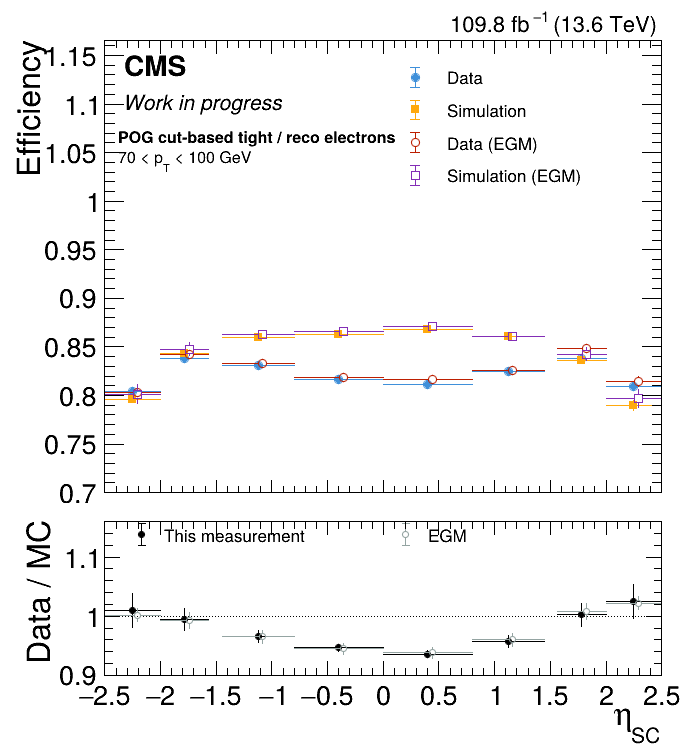 109.8 fb⁻¹ (13.6 TeV)
Efficiency
CMS
Work in progress
POG cut-based tight / reco electrons
70 < p_T < 100 GeV
Data
Simulation
Data (EGM)
Simulation (EGM)
1.15
1.1
1.05
1
0.95
0.9
0.85
0.8
0.75
0.7
Data / MC
This measurement
EGM
1.1
1
0.9
−2.5 −2 −1.5 −1 −0.5 0 0.5 1 1.5 2 2.5
η_SC